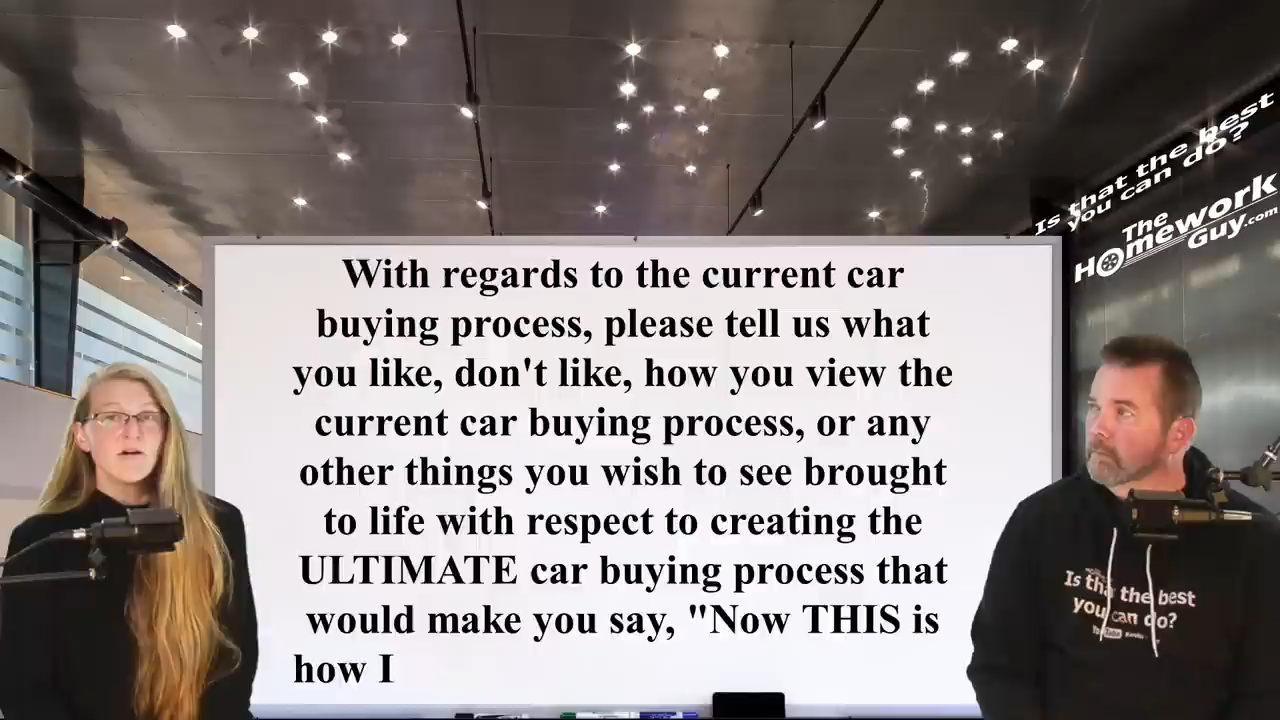 Is that the best
you can do?
The
Homework
Guy.com
With regards to the current car
buying process, please tell us what
you like, don't like, how you view the
current car buying process, or any
other things you wish to see brought
to life with respect to creating the
ULTIMATE car buying process that
would make you say, "Now THIS is
how I
Is that the best
you can do?